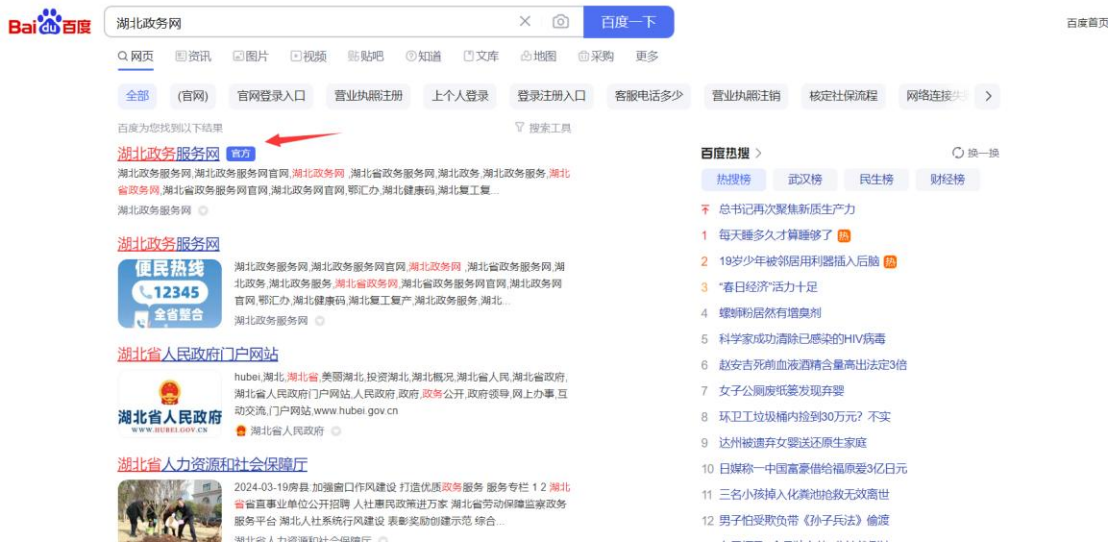 Bai du 百度
湖北政务网
百度一下
百度首页
网页 资讯 图片 视频 贴吧 知道 文库 地图 采购 更多
全部 (官网) 官网登录入口 营业执照注册 上个人登录 登录注册入口 客服电话多少 营业执照注销 核定社保流程 网络连接
百度为您找到以下结果
搜索工具
湖北政务服务网 官方
湖北政务服务网,湖北政务服务网官网,湖北政务网 ,湖北省政务服务网,湖北政务,湖北政务服务,湖北
省政务网,湖北省政务服务网官网,湖北政务网官网,鄂汇办,湖北健康码,湖北复工复...
湖北政务服务网
湖北政务服务网
便民热线
12345
全省整合
湖北政务服务网,湖北政务服务网官网,湖北政务网 ,湖北省政务服务网,湖
北政务,湖北政务服务,湖北省政务网,湖北省政务服务网官网,湖北政务网
官网,鄂汇办,湖北健康码,湖北复工复产,湖北政务服务,湖北...
湖北政务服务网
湖北省人民政府门户网站
湖北省人民政府
WWW.HUBEI.GOV.CN
hubei,湖北,湖北省,美丽湖北,投资湖北,湖北概况,湖北省人民,湖北省政府,
湖北省人民政府门户网站,人民政府,政府,政务公开,政府领导,网上办事,互
动交流,门户网站,www.hubei.gov.cn
湖北省人民政府
湖北省人力资源和社会保障厅
2024-03-19房县 加强窗口作风建设 打造优质政务服务 服务专栏 1 2 湖北
省省直事业单位公开招聘 人社惠民政策进万家 湖北省劳动保障监察政务
服务平台 湖北人社系统行风建设 表彰奖励创建示范 综合...
湖北省人力资源和社会保障厅
百度热搜
换一换
热搜榜 武汉榜 民生榜 财经榜
总书记再次聚焦新质生产力
1 每天睡多久才算睡够了 热
2 19岁少年被邻居用利器插入后脑 热
3 “春日经济”活力十足
4 螺蛳粉居然有增臭剂
5 科学家成功清除已感染的HIV病毒
6 赵安吉死前血液酒精含量高出法定3倍
7 女子公厕废纸篓发现弃婴
8 环卫工垃圾桶内捡到30万元？不实
9 达州被遗弃女婴送还原生家庭
10 日媒称一中国富豪借给福原爱3亿日元
11 三名小孩掉入化粪池抢救无效离世
12 男子怕受欺负带《孙子兵法》偷渡